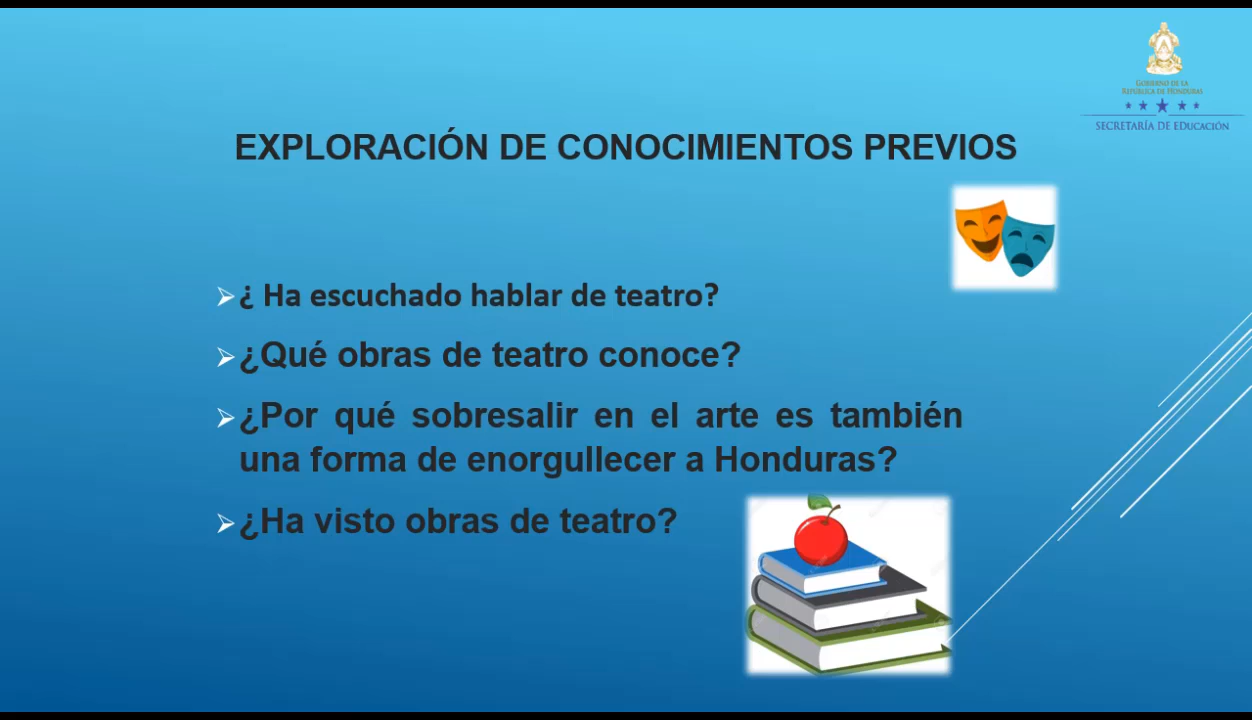 GOBIERNO DE LA
REPÚBLICA DE HONDURAS
SECRETARÍA DE EDUCACIÓN
EXPLORACIÓN DE CONOCIMIENTOS PREVIOS
¿ Ha escuchado hablar de teatro?
¿Qué obras de teatro conoce?
¿Por qué sobresalir en el arte es también
una forma de enorgullecer a Honduras?
¿Ha visto obras de teatro?